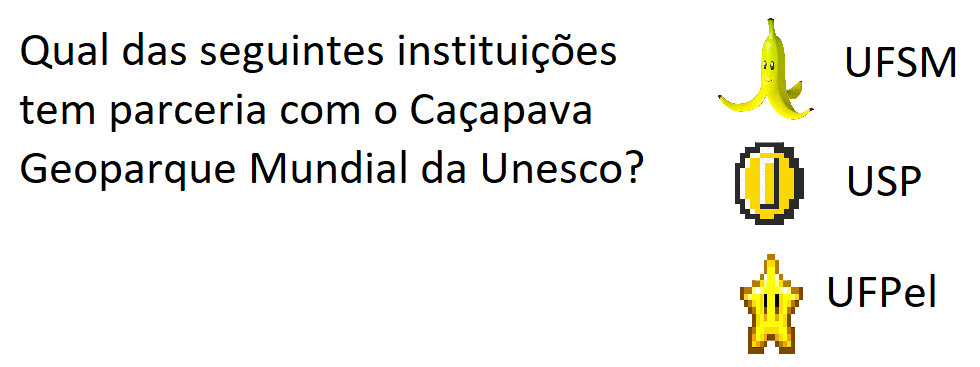 Qual das seguintes instituições
tem parceria com o Caçapava
Geoparque Mundial da Unesco?
UFSM
USP
UFPel